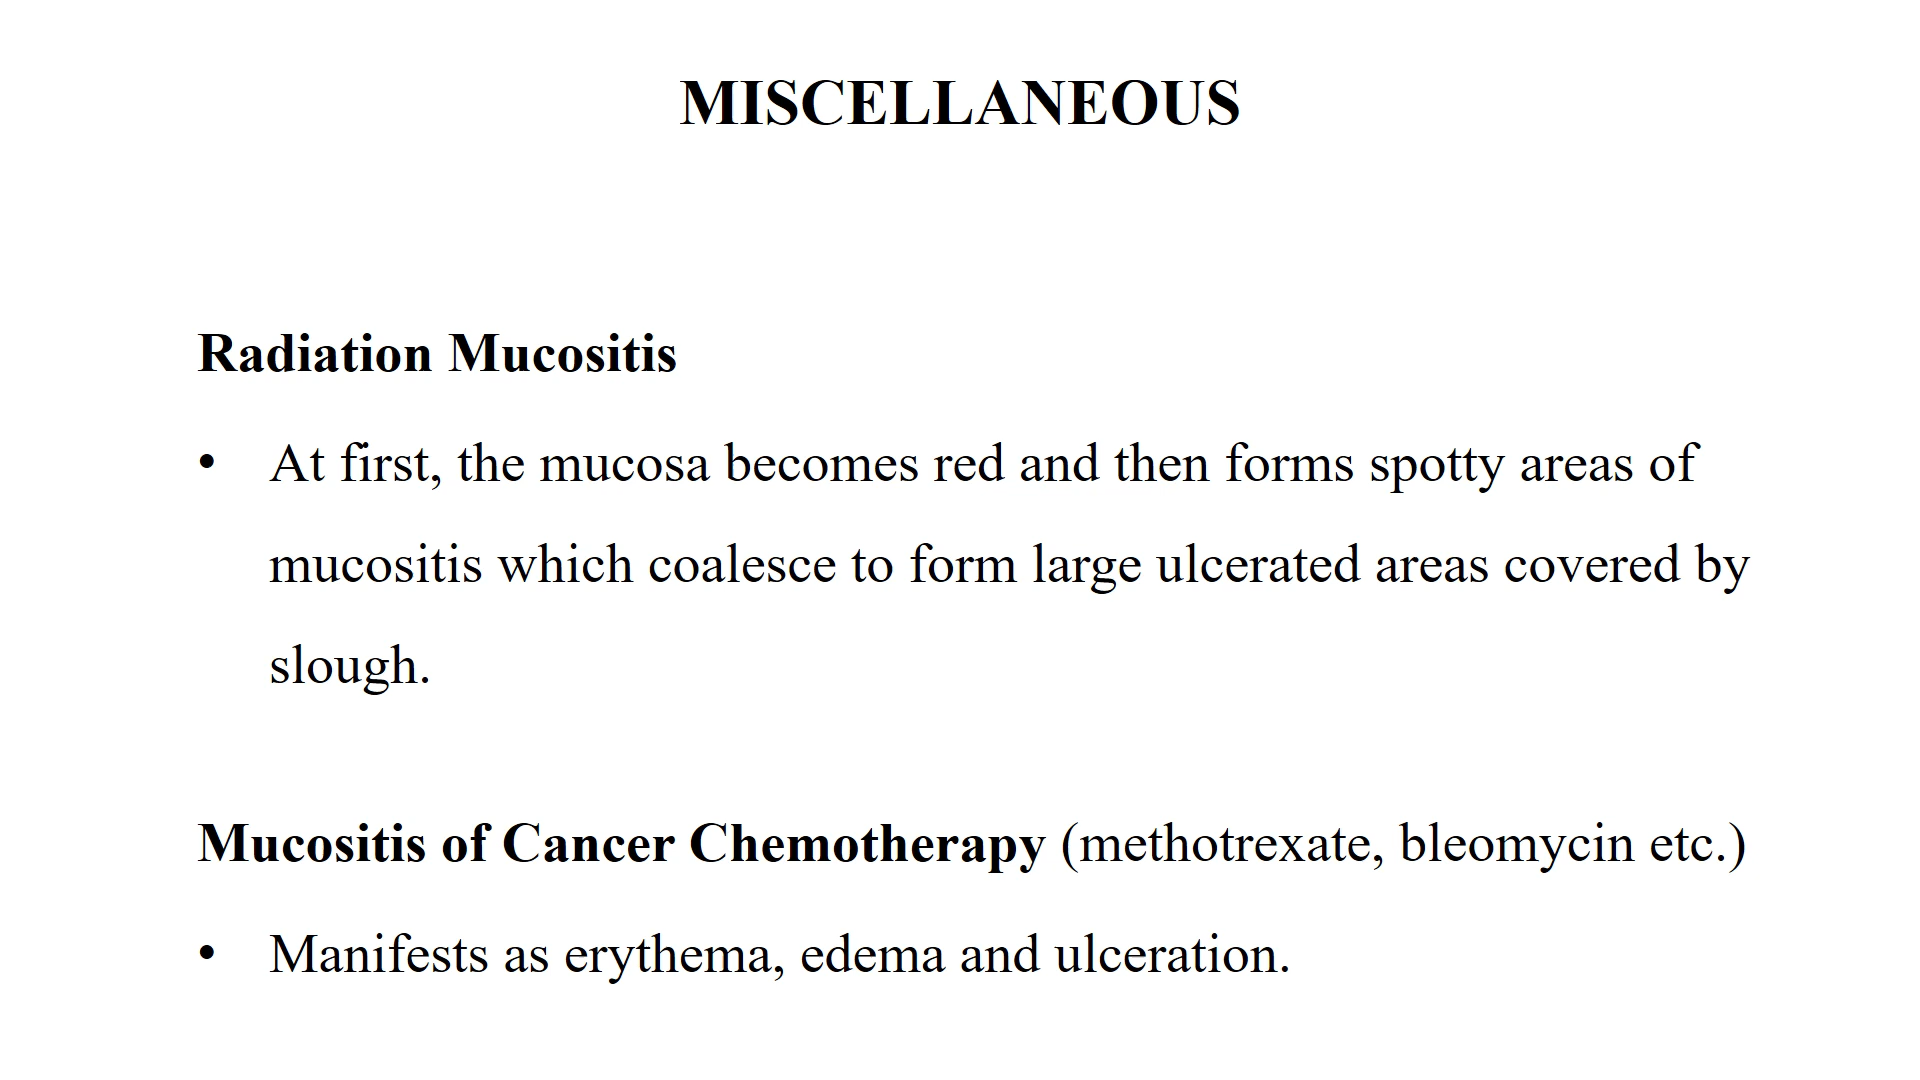 MISCELLANEOUS
Radiation Mucositis
• At first, the mucosa becomes red and then forms spotty areas of
mucositis which coalesce to form large ulcerated areas covered by
slough.
Mucositis of Cancer Chemotherapy (methotrexate, bleomycin etc.)
• Manifests as erythema, edema and ulceration.